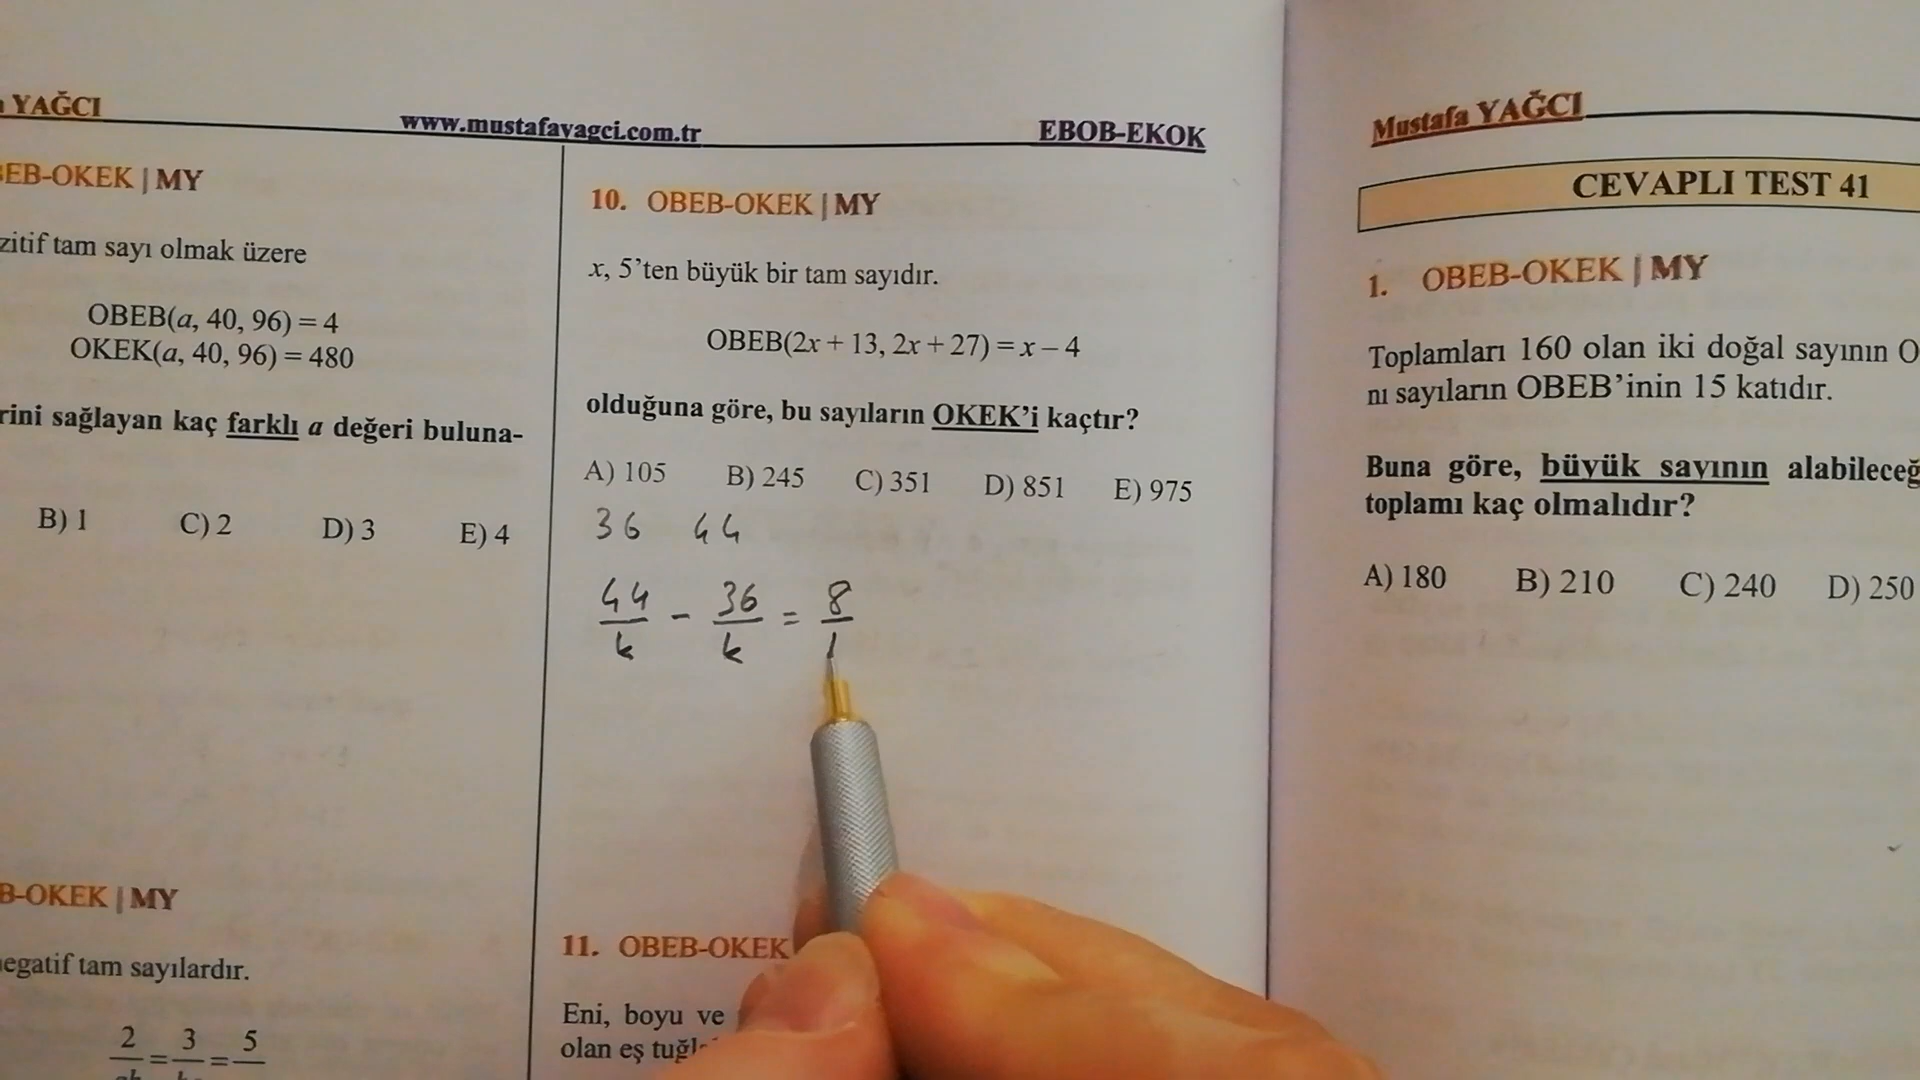 YAĞCI
www.mustafayagci.com.tr
EBOB-EKOK
EB-OKEK | MY
zitif tam sayı olmak üzere
OBEB(a, 40, 96) = 4
OKEK(a, 40, 96) = 480
rini sağlayan kaç farklı a değeri buluna-
B) 1 C) 2 D) 3 E) 4
B-OKEK | MY
negatif tam sayılardır.
2 = 3 = 5
10. OBEB-OKEK | MY
x, 5’ten büyük bir tam sayıdır.
OBEB(2x + 13, 2x + 27) = x – 4
olduğuna göre, bu sayıların OKEK’i kaçtır?
A) 105 B) 245 C) 351 D) 851 E) 975
36 44
44/k - 36/k = 8/
11. OBEB-OKEK
Eni, boyu ve
olan eş
Mustafa YAĞCI
CEVAPLI TEST 41
1. OBEB-OKEK | MY
Toplamları 160 olan iki doğal sayının O
nı sayıların OBEB’inin 15 katıdır.
Buna göre, büyük sayının alabileceğ
toplamı kaç olmalıdır?
A) 180 B) 210 C) 240 D) 250